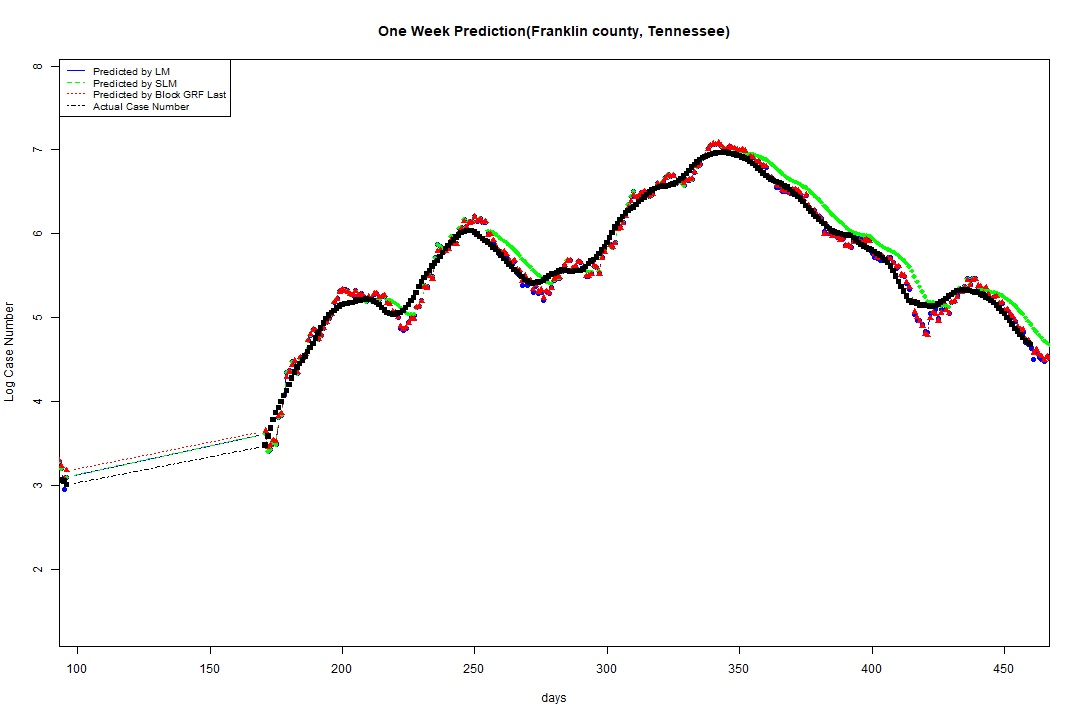 One Week Prediction(Franklin county, Tennessee)
Predicted by LM
Predicted by SLM
Predicted by Block GRF Last
Actual Case Number
Log Case Number
8
7
6
5
4
3
2
100 150 200 250 300 350 400 450
days